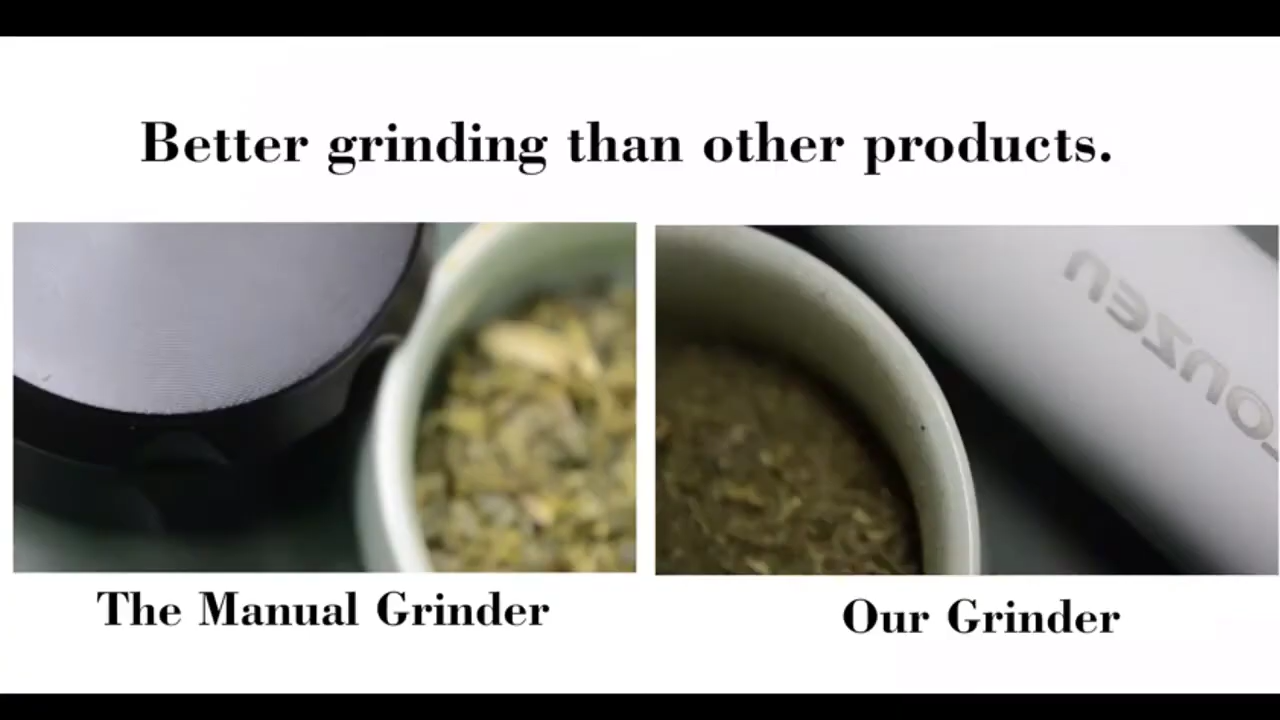 Better grinding than other products.
The Manual Grinder
Our Grinder